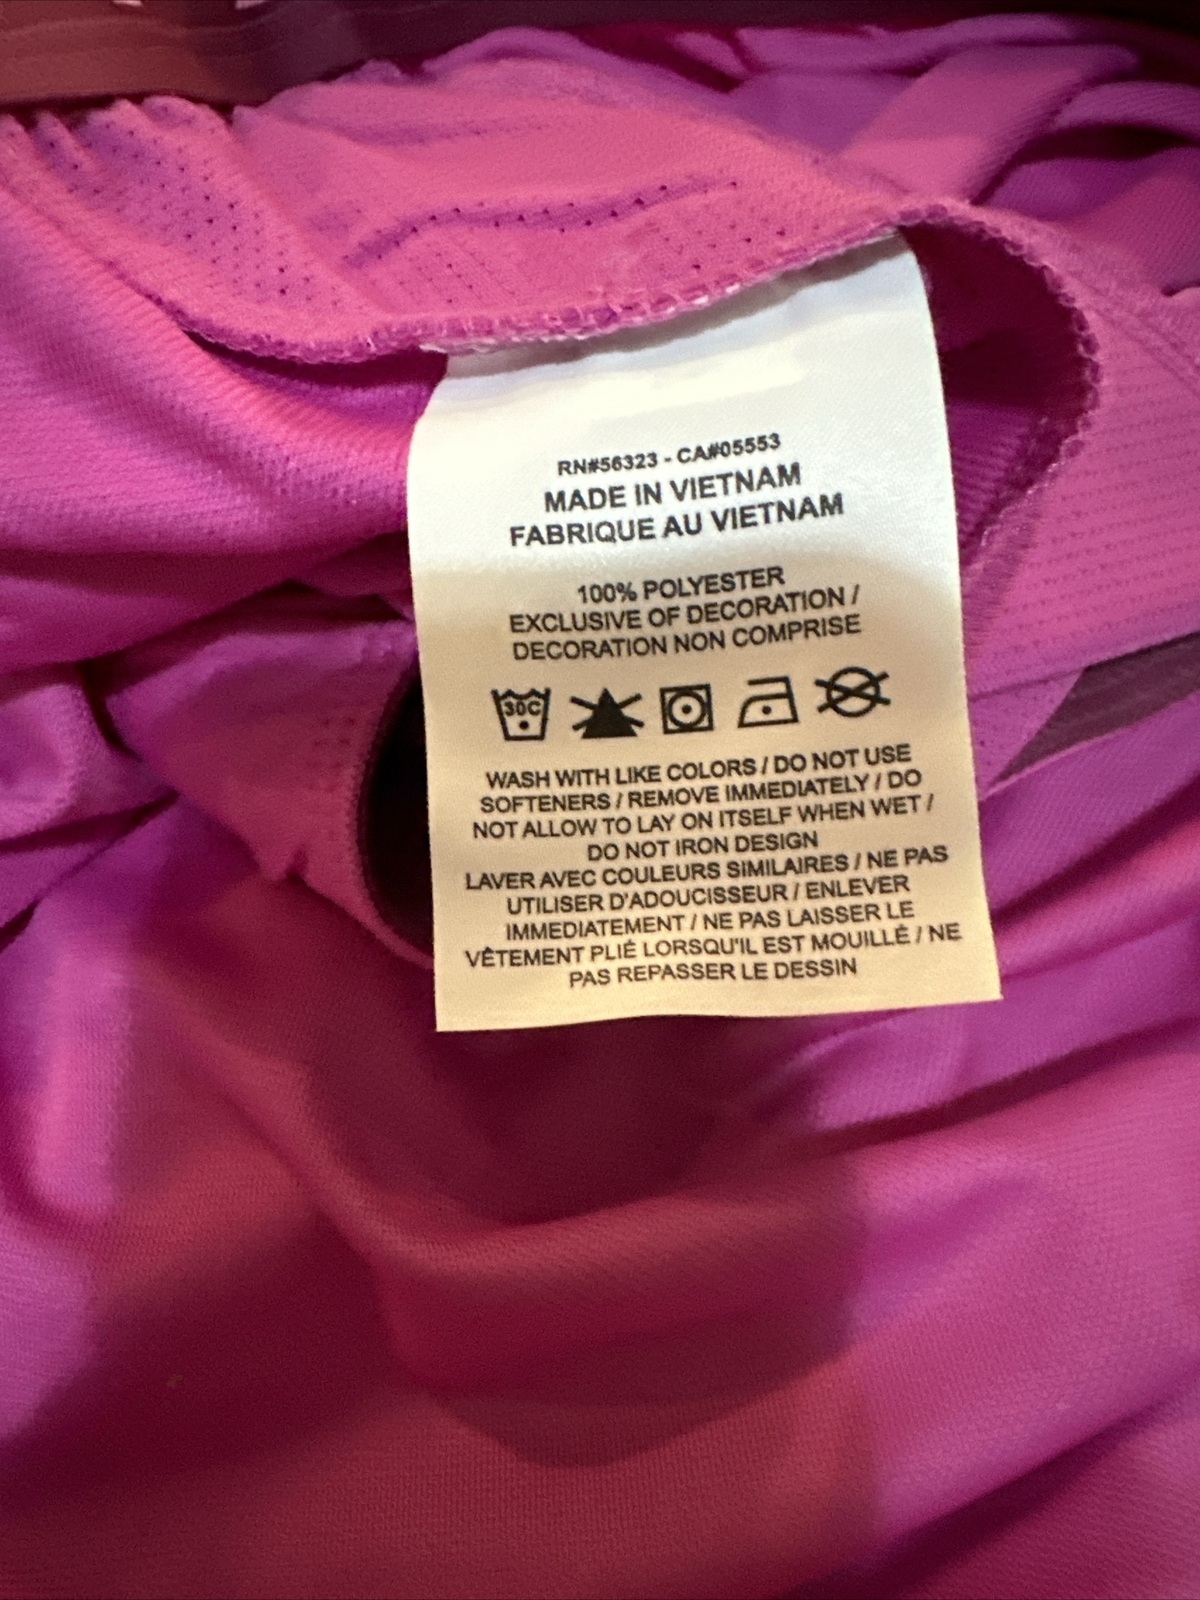 RN#56323 - CA#05553
MADE IN VIETNAM
FABRIQUE AU VIETNAM
100% POLYESTER
EXCLUSIVE OF DECORATION /
DECORATION NON COMPRISE
30C
WASH WITH LIKE COLORS / DO NOT USE
SOFTENERS / REMOVE IMMEDIATELY / DO
NOT ALLOW TO LAY ON ITSELF WHEN WET /
DO NOT IRON DESIGN
LAVER AVEC COULEURS SIMILAIRES / NE PAS
UTILISER D'ADOUCISSEUR / ENLEVER
IMMEDIATEMENT / NE PAS LAISSER LE
VÊTEMENT PLIÉ LORSQU'IL EST MOUILLÉ / NE
PAS REPASSER LE DESSIN